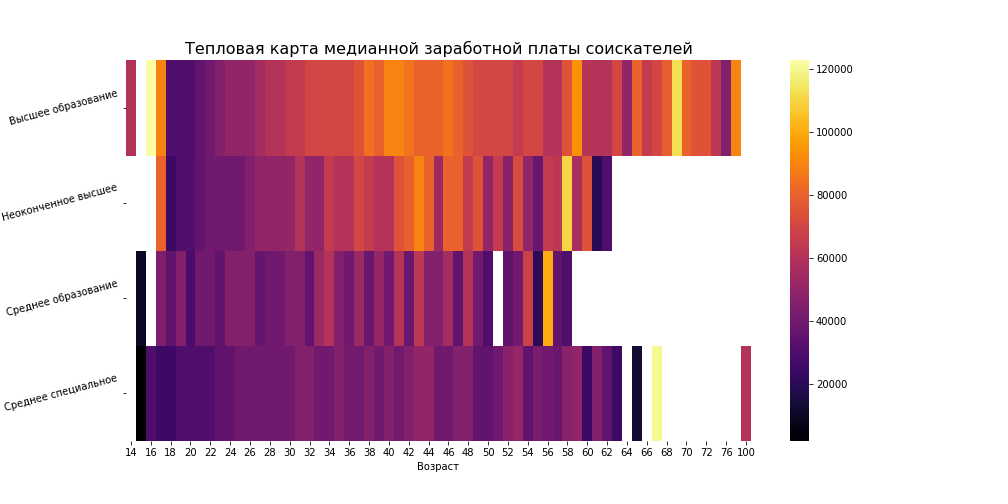 Тепловая карта медианной заработной платы соискателей
Высшее образование
Неоконченное высшее
Среднее образование
Среднее специальное
14 16 18 20 22 24 26 28 30 32 34 36 38 40 42 44 46 48 50 52 54 56 58 60 62 64 66 68 70 72 76 100
Возраст
120000
100000
80000
60000
40000
20000